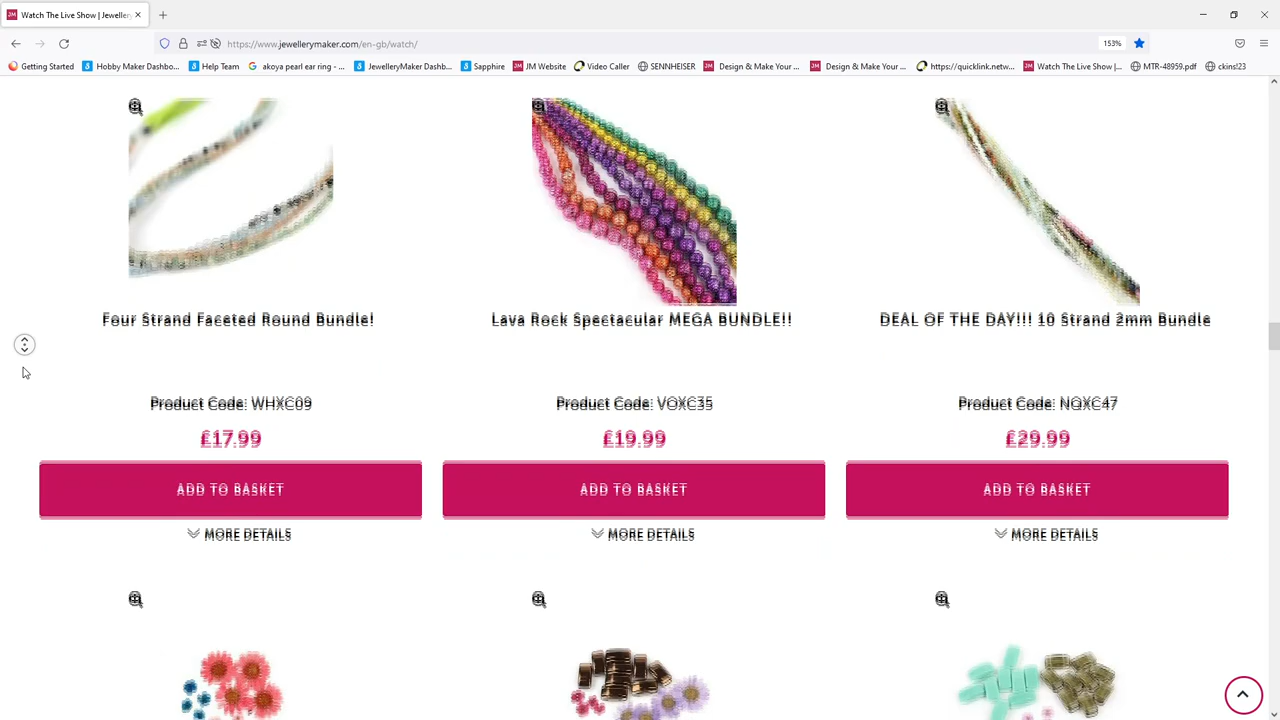 Watch The Live Show | Jeweller
https://www.jewellerymaker.com/en-gb/watch/
153%
Getting Started
Hobby Maker Dashbo...
Help Team
akoya pearl ear ring - ...
JewelleryMaker Dashb...
Sapphire
JM Website
Video Caller
SENNHEISER
Design & Make Your ...
Design & Make Your ...
https://quicklink.netw...
Watch The Live Show |...
MTR-48959.pdf
ckins!23
Four Strand Faceted Round Bundle!
Lava Rock Spectacular MEGA BUNDLE!!
DEAL OF THE DAY!!! 10 Strand 2mm Bundle
Product Code: WHXC09
Product Code: VOXC35
Product Code: NQXC47
£17.99
£19.99
£29.99
ADD TO BASKET
ADD TO BASKET
ADD TO BASKET
MORE DETAILS
MORE DETAILS
MORE DETAILS